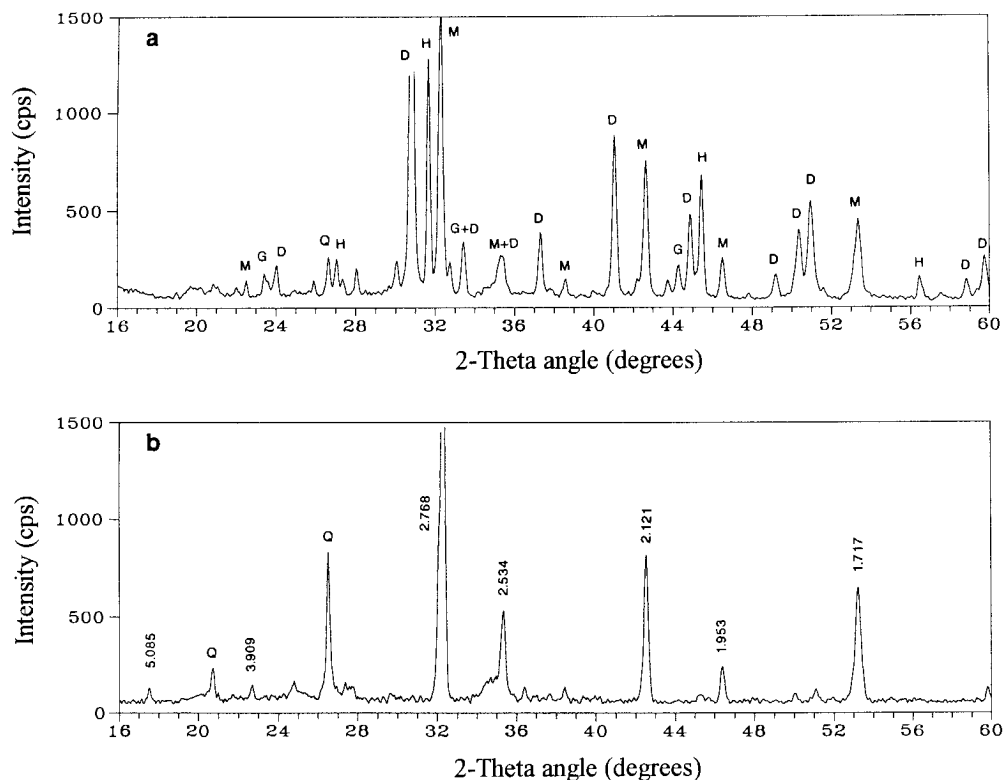 a
1500
1000
500
0
Intensity (cps)
M G D Q H D H M G+D M+D D M D M G D H M D D D M H D D
16 20 24 28 32 36 40 44 48 52 56 60
2-Theta angle (degrees)
b
1500
1000
500
0
Intensity (cps)
5.085 Q 3.909 Q 2.768 2.534 2.121 1.953 1.717
16 20 24 28 32 36 40 44 48 52 56 60
2-Theta angle (degrees)